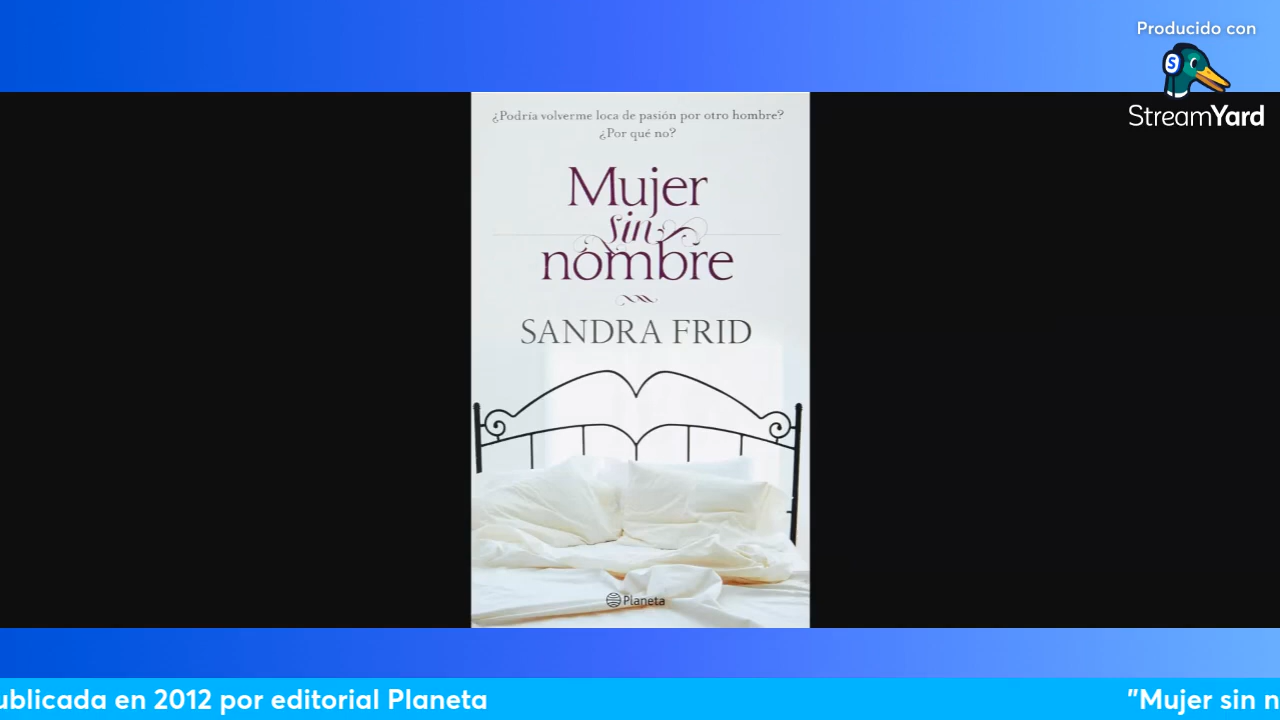 Producido con
StreamYard
¿Podría volverme loca de pasión por otro hombre?
¿Por qué no?
Mujer
sin
nombre
SANDRA FRID
Planeta
ublicada en 2012 por editorial Planeta
"Mujer sin n